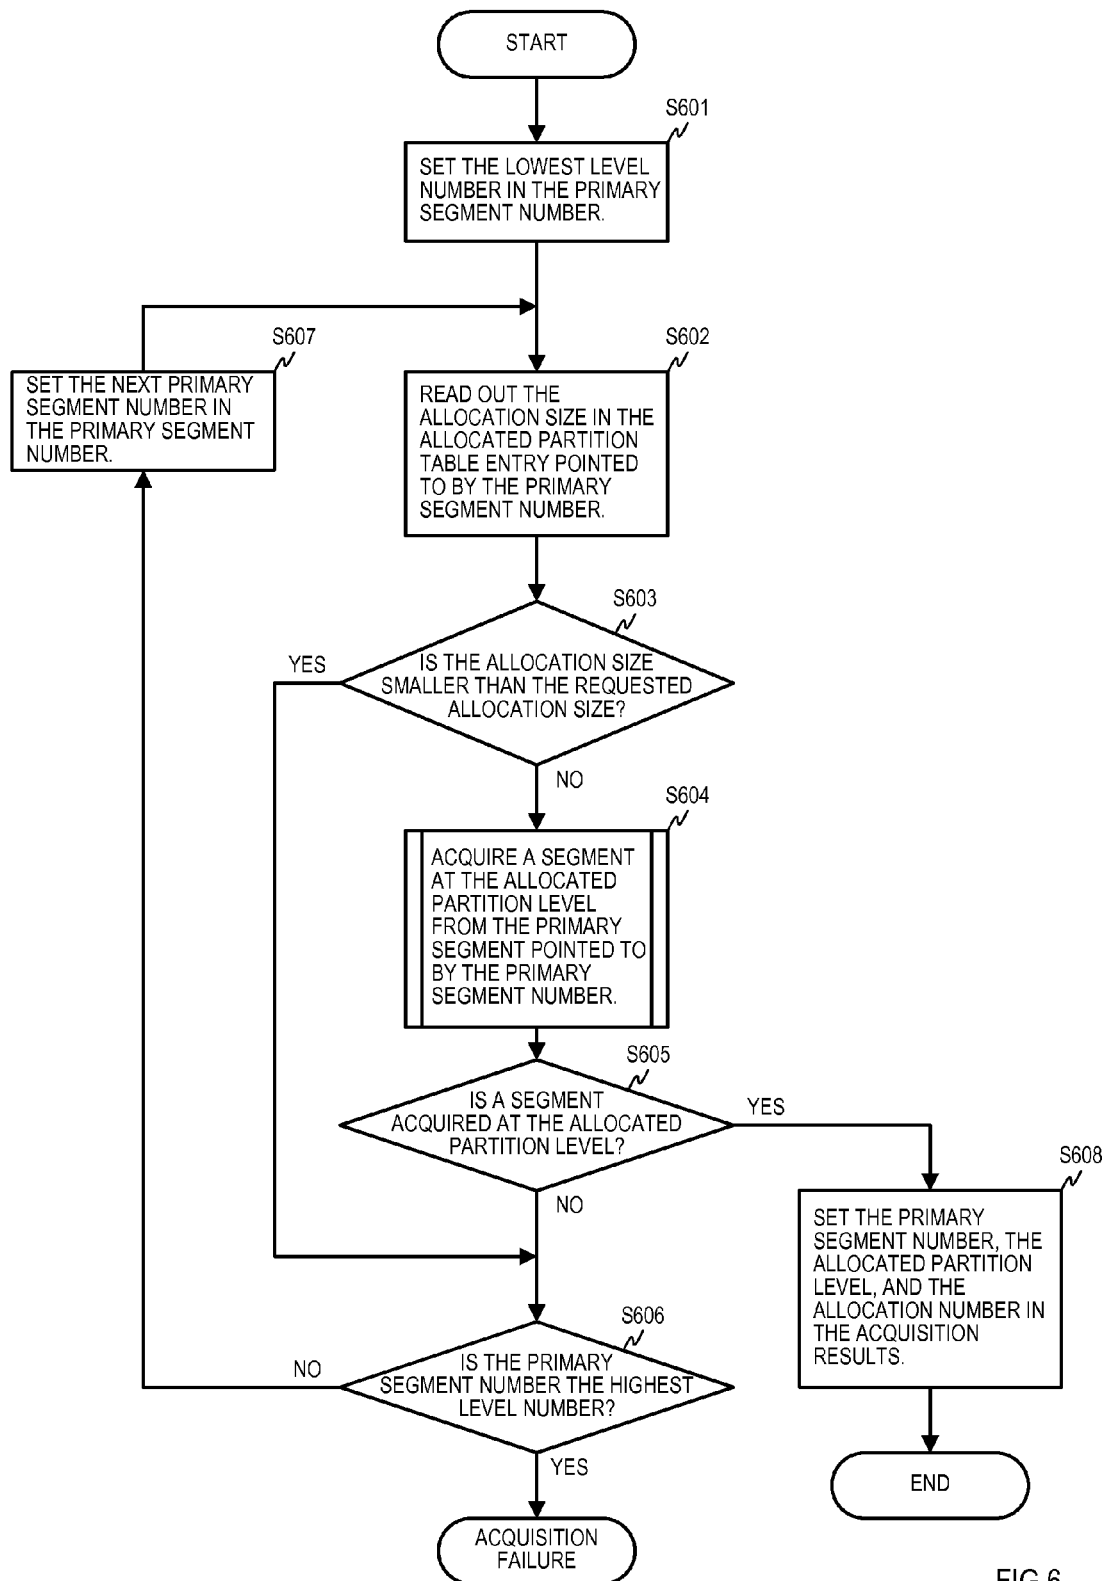 START
S601
SET THE LOWEST LEVEL
NUMBER IN THE PRIMARY
SEGMENT NUMBER.
S607
SET THE NEXT PRIMARY
SEGMENT NUMBER IN
THE PRIMARY SEGMENT
NUMBER.
S602
READ OUT THE
ALLOCATION SIZE IN THE
ALLOCATED PARTITION
TABLE ENTRY POINTED
TO BY THE PRIMARY
SEGMENT NUMBER.
S603
YES
IS THE ALLOCATION SIZE
SMALLER THAN THE REQUESTED
ALLOCATION SIZE?
NO
S604
ACQUIRE A SEGMENT
AT THE ALLOCATED
PARTITION LEVEL
FROM THE PRIMARY
SEGMENT POINTED TO
BY THE PRIMARY
SEGMENT NUMBER.
S605
IS A SEGMENT
ACQUIRED AT THE ALLOCATED
PARTITION LEVEL?
YES
NO
S608
SET THE PRIMARY
SEGMENT NUMBER, THE
ALLOCATED PARTITION
LEVEL, AND THE
ALLOCATION NUMBER IN
THE ACQUISITION
RESULTS.
S606
NO
IS THE PRIMARY
SEGMENT NUMBER THE HIGHEST
LEVEL NUMBER?
YES
END
ACQUISITION
FAILURE
FIG.6